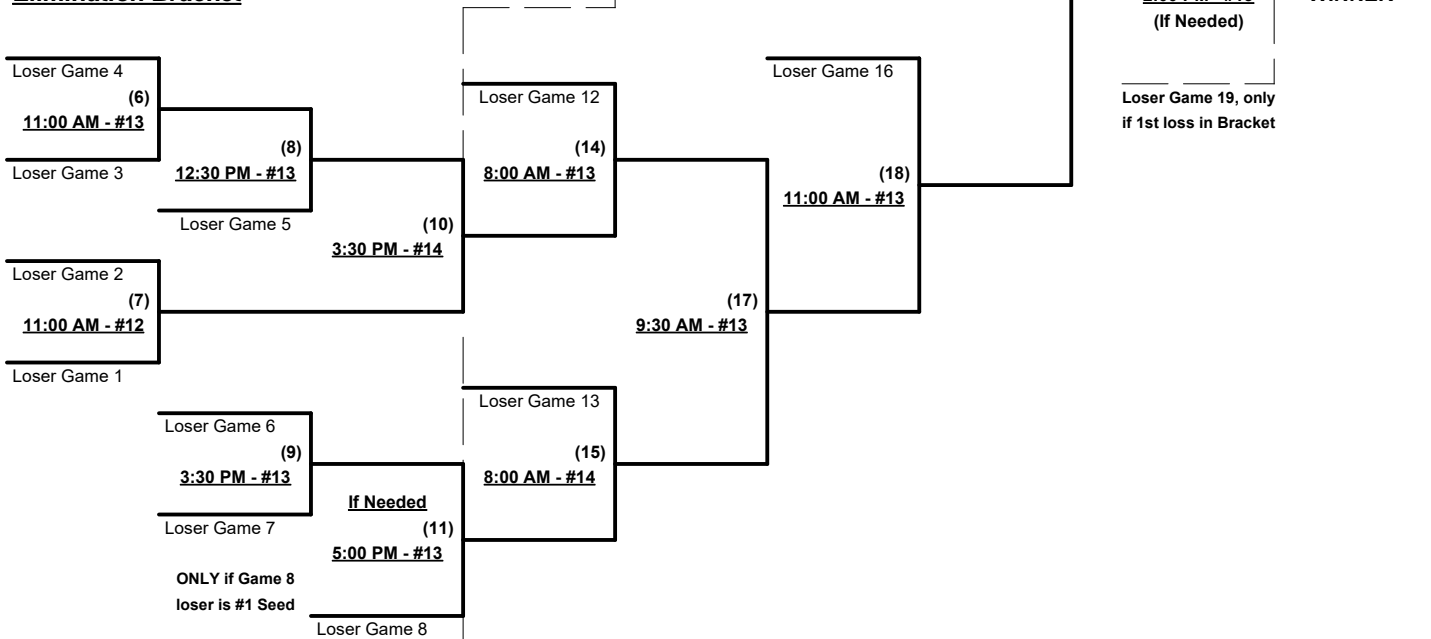 Elimination Bracket
(If Needed)
Loser Game 4
(6)
11:00 AM - #13
Loser Game 3
(8)
12:30 PM - #13
Loser Game 5
(10)
3:30 PM - #14
Loser Game 2
(7)
11:00 AM - #12
Loser Game 1
Loser Game 12
(14)
8:00 AM - #13
Loser Game 16
(18)
11:00 AM - #13
Loser Game 19, only
if 1st loss in Bracket
(17)
9:30 AM - #13
Loser Game 6
(9)
3:30 PM - #13
Loser Game 7
If Needed
(11)
5:00 PM - #13
ONLY if Game 8
loser is #1 Seed
Loser Game 8
Loser Game 13
(15)
8:00 AM - #14